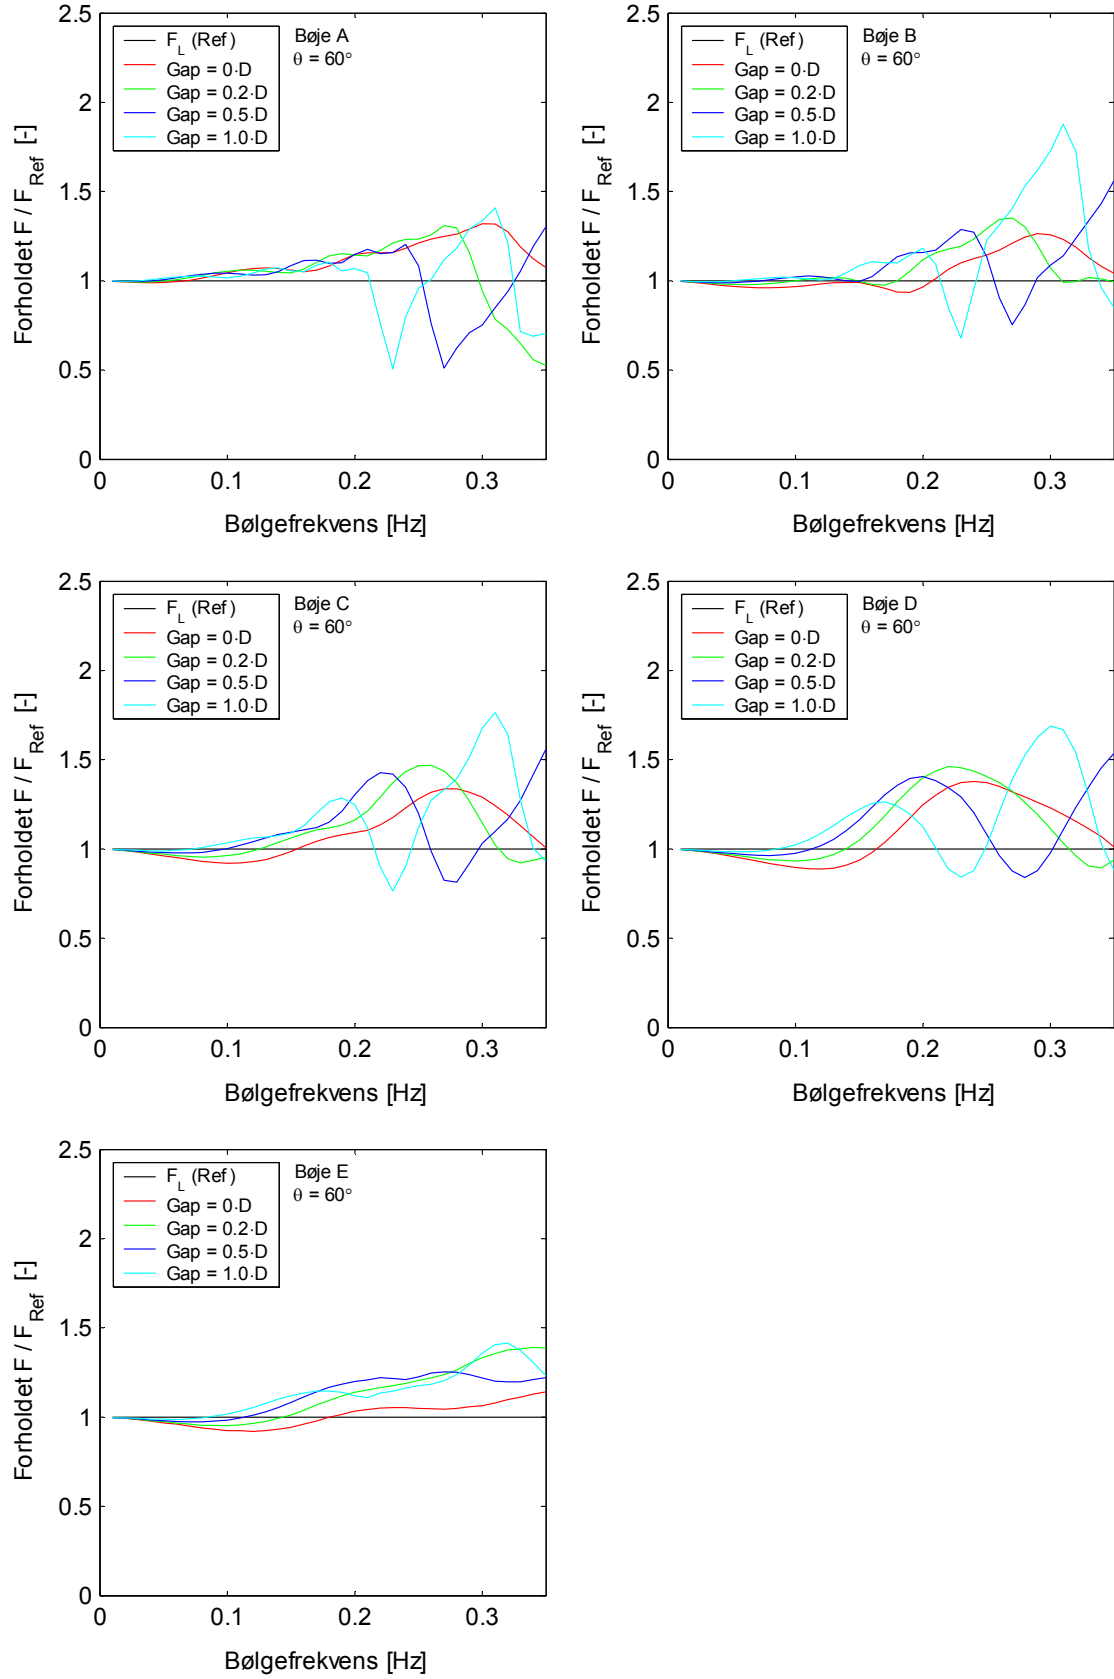 2.5
2
1.5
1
0.5
0
0
0.1
0.2
0.3
Forholdet F / F_Ref [-]
Bølgefrekvens [Hz]
F_L (Ref)
Gap = 0·D
Gap = 0.2·D
Gap = 0.5·D
Gap = 1.0·D
Bøje A
θ = 60°
2.5
2
1.5
1
0.5
0
0
0.1
0.2
0.3
Forholdet F / F_Ref [-]
Bølgefrekvens [Hz]
F_L (Ref)
Gap = 0·D
Gap = 0.2·D
Gap = 0.5·D
Gap = 1.0·D
Bøje B
θ = 60°
2.5
2
1.5
1
0.5
0
0
0.1
0.2
0.3
Forholdet F / F_Ref [-]
Bølgefrekvens [Hz]
F_L (Ref)
Gap = 0·D
Gap = 0.2·D
Gap = 0.5·D
Gap = 1.0·D
Bøje C
θ = 60°
2.5
2
1.5
1
0.5
0
0
0.1
0.2
0.3
Forholdet F / F_Ref [-]
Bølgefrekvens [Hz]
F_L (Ref)
Gap = 0·D
Gap = 0.2·D
Gap = 0.5·D
Gap = 1.0·D
Bøje D
θ = 60°
2.5
2
1.5
1
0.5
0
0
0.1
0.2
0.3
Forholdet F / F_Ref [-]
Bølgefrekvens [Hz]
F_L (Ref)
Gap = 0·D
Gap = 0.2·D
Gap = 0.5·D
Gap = 1.0·D
Bøje E
θ = 60°